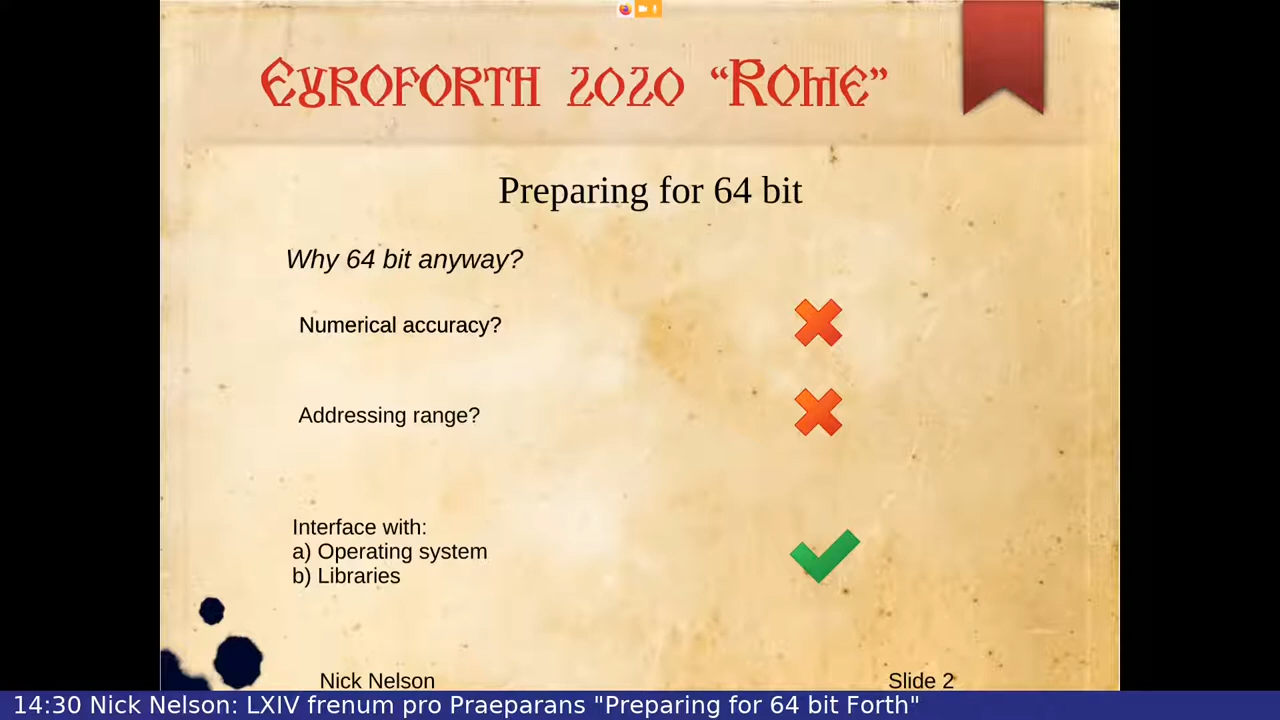 EUROFORTH 2020 “ROME”
Preparing for 64 bit
Why 64 bit anyway?
Numerical accuracy?
Addressing range?
Interface with:
a) Operating system
b) Libraries
Nick Nelson
Slide 2
14:30 Nick Nelson: LXIV frenum pro Praeparans "Preparing for 64 bit Forth"